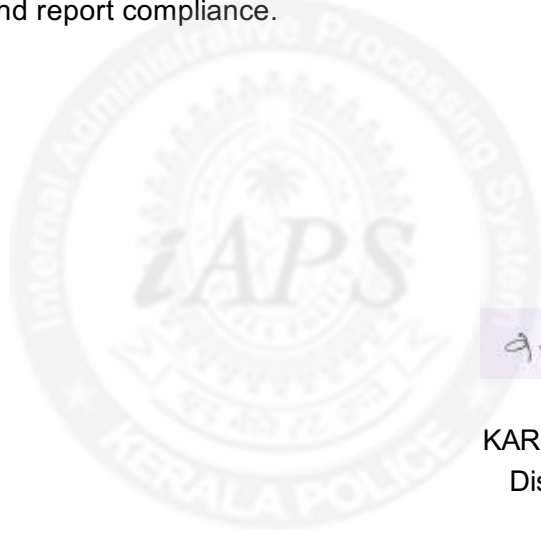 nd report compliance.
Internal Administrative Processing System
iAPS
KERALA POLICE
KAR
Dis